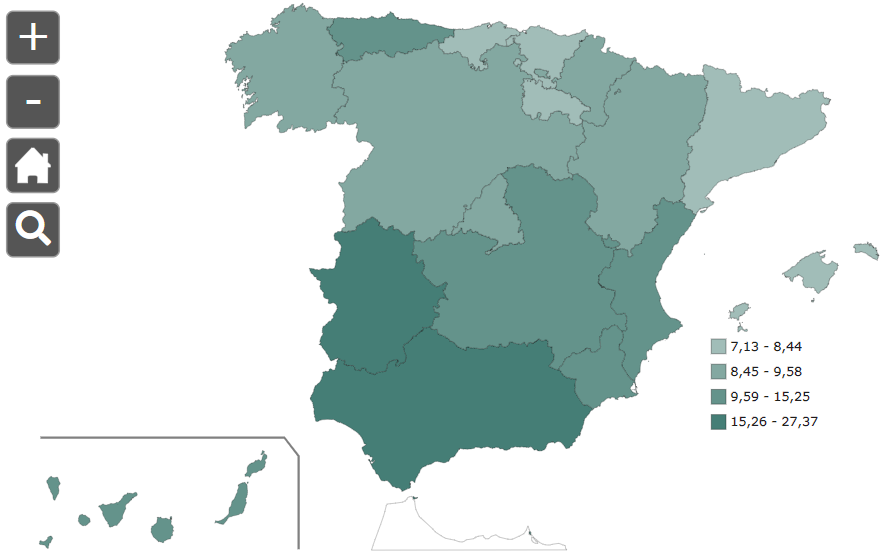 +
-
7,13 - 8,44
8,45 - 9,58
9,59 - 15,25
15,26 - 27,37